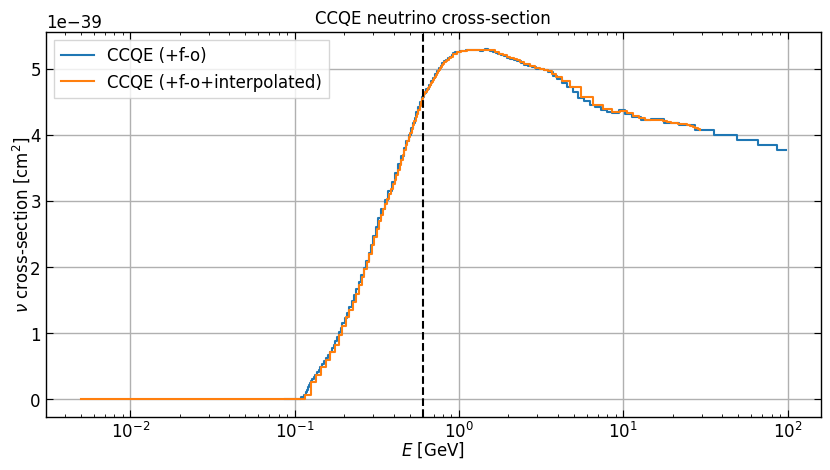 CCQE neutrino cross-section
1e−39
CCQE (+f-o)
CCQE (+f-o+interpolated)
5
4
3
2
1
0
ν cross-section [cm²]
10⁻² 10⁻¹ 10⁰ 10¹ 10²
E [GeV]